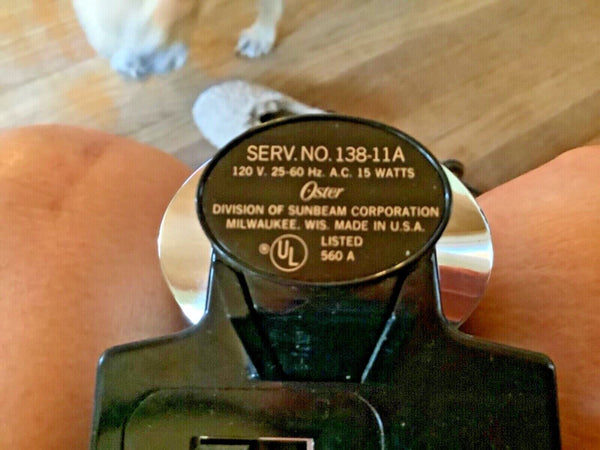 SERV. NO. 138-11A
120 V. 25-60 Hz. A.C. 15 WATTS
Oster
DIVISION OF SUNBEAM CORPORATION
MILWAUKEE, WIS. MADE IN U.S.A.
® UL LISTED
560 A